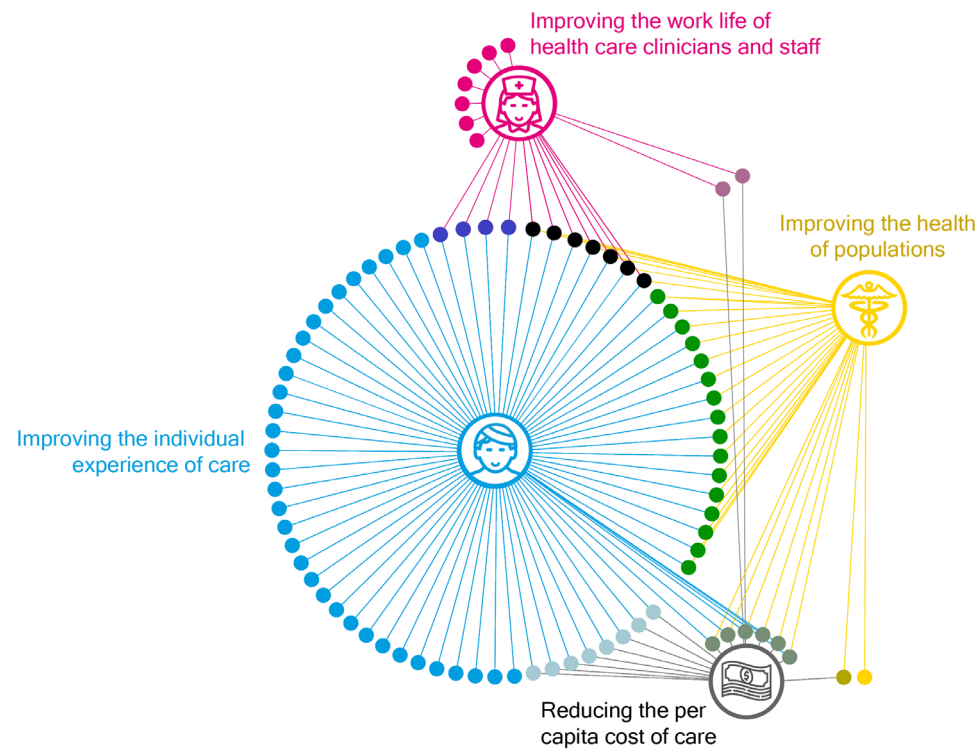 Improving the work life of
health care clinicians and staff
Improving the health
of populations
Improving the individual
experience of care
$
Reducing the per
capita cost of care